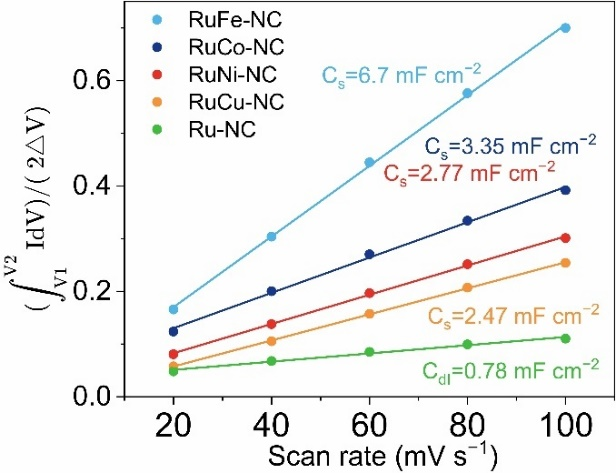 RuFe-NC
RuCo-NC
RuNi-NC
RuCu-NC
Ru-NC
Cs=6.7 mF cm−2
Cs=3.35 mF cm−2
Cs=2.77 mF cm−2
Cs=2.47 mF cm−2
Cdl=0.78 mF cm−2
(∫V1V2 IdV)/(2△V)
0.6
0.4
0.2
0.0
20 40 60 80 100
Scan rate (mV s−1)